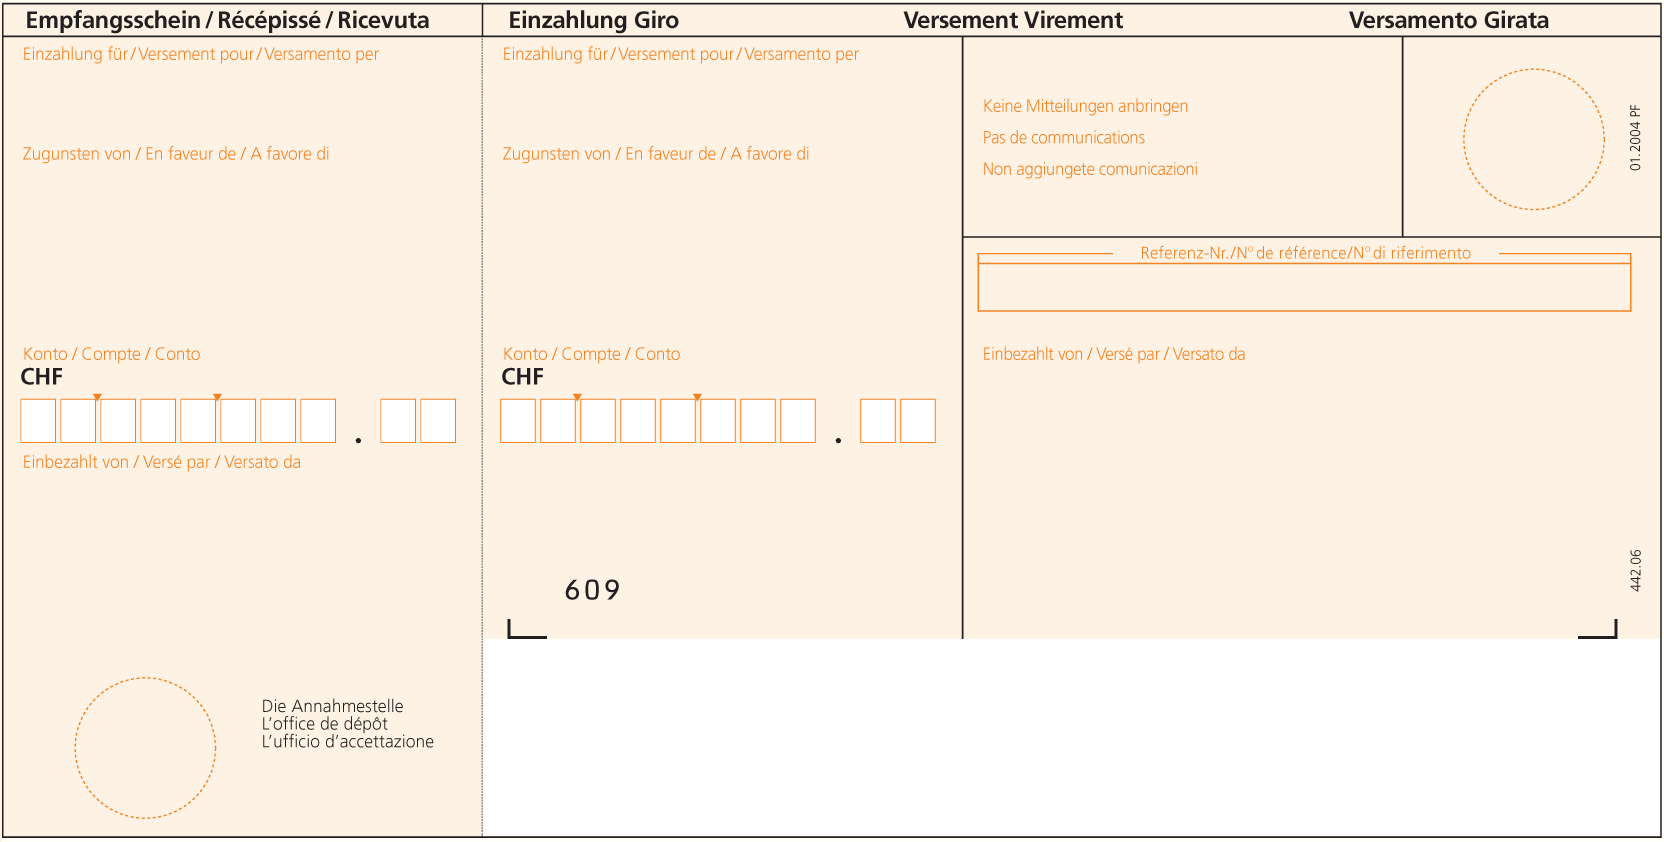 Empfangsschein / Récépissé / Ricevuta
Einzahlung für / Versement pour / Versamento per
Zugunsten von / En faveur de / A favore di
Konto / Compte / Conto
CHF
.
Einbezahlt von / Versé par / Versato da
Die Annahmestelle
L’office de dépôt
L’ufficio d’accettazione
Einzahlung Giro Versement Virement Versamento Girata
Einzahlung für / Versement pour / Versamento per
Zugunsten von / En faveur de / A favore di
Konto / Compte / Conto
CHF
.
609
Keine Mitteilungen anbringen
Pas de communications
Non aggiungete comunicazioni
01.2004 PF
Referenz-Nr./Nº de référence/Nº di riferimento
Einbezahlt von / Versé par / Versato da
442.06